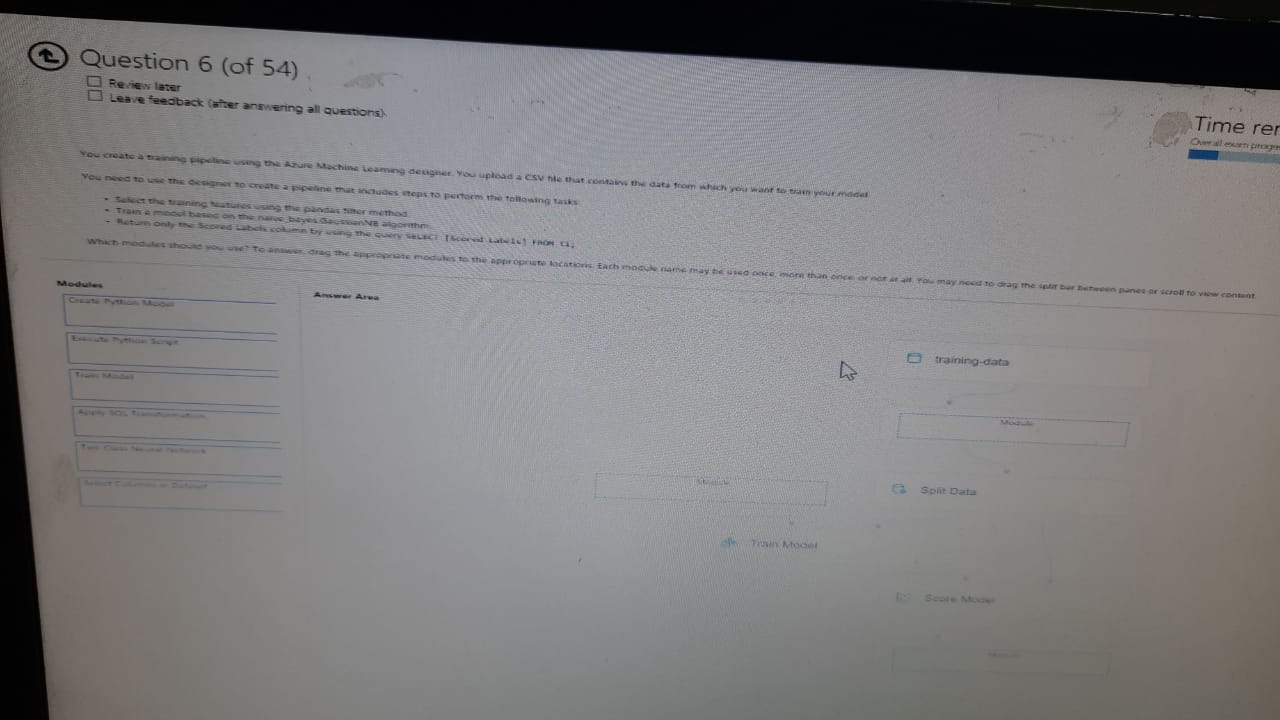 Question 6 (of 54)
Review later
Leave feedback (after answering all questions)
Time rer
Overall exam progre
You create a training pipeline using the Azure Machine Learning designer. You upload a CSV file that contains the data from which you want to train your model.
You need to use the designer to create a pipeline that includes steps to perform the following tasks:
• Select the training features using the pandas filter method.
• Train a model based on the naive_bayes.GaussianNB algorithm.
• Return only the Scored Labels column by using the query SELECT [Scored Labels] FROM t1;
Which modules should you use? To answer, drag the appropriate modules to the appropriate locations. Each module name may be used once, more than once, or not at all. You may need to drag the split bar between panes or scroll to view content.
Modules
Answer Area
Create Python Model
Execute Python Script
training-data
Train Model
Apply SQL Transformation
Module
Two-Class Neural Network
Select Columns in Dataset
Module
Split Data
Train Model
Score Model
Module